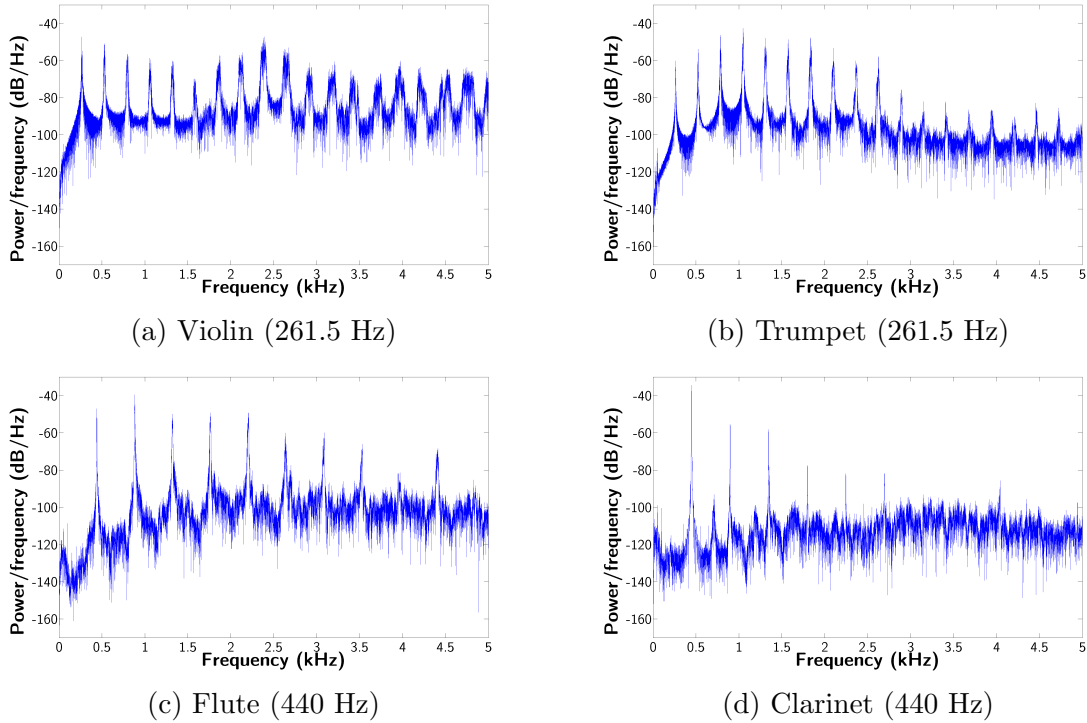 Power/frequency (dB/Hz)
-40
-60
-80
-100
-120
-140
-160
0 0.5 1 1.5 2 2.5 3 3.5 4 4.5 5
Frequency (kHz)
(a) Violin (261.5 Hz)
Power/frequency (dB/Hz)
-40
-60
-80
-100
-120
-140
-160
0 0.5 1 1.5 2 2.5 3 3.5 4 4.5 5
Frequency (kHz)
(b) Trumpet (261.5 Hz)
Power/frequency (dB/Hz)
-40
-60
-80
-100
-120
-140
-160
0 0.5 1 1.5 2 2.5 3 3.5 4 4.5 5
Frequency (kHz)
(c) Flute (440 Hz)
Power/frequency (dB/Hz)
-40
-60
-80
-100
-120
-140
-160
0 0.5 1 1.5 2 2.5 3 3.5 4 4.5 5
Frequency (kHz)
(d) Clarinet (440 Hz)